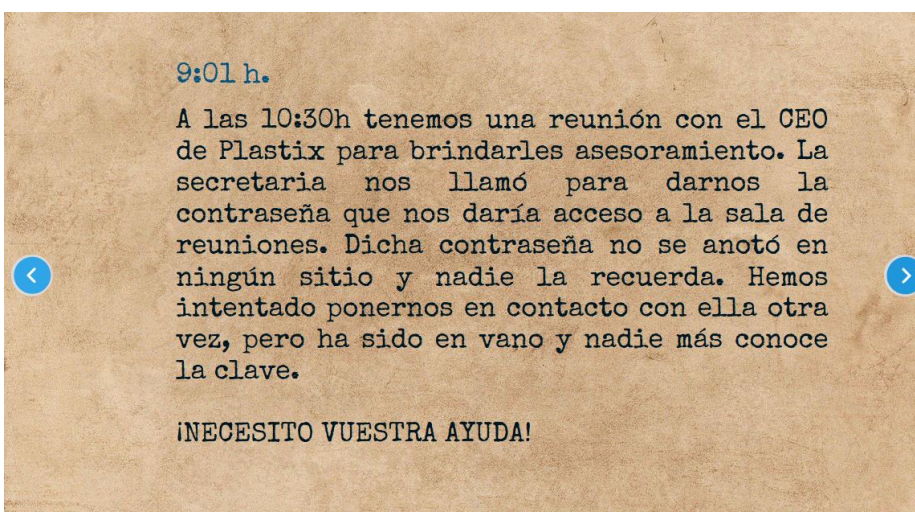 9:01 h.
A las 10:30h tenemos una reunión con el CEO
de Plastix para brindarles asesoramiento. La
secretaria nos llamó para darnos la
contraseña que nos daría acceso a la sala de
reuniones. Dicha contraseña no se anotó en
ningún sitio y nadie la recuerda. Hemos
intentado ponernos en contacto con ella otra
vez, pero ha sido en vano y nadie más conoce
la clave.
¡NECESITO VUESTRA AYUDA!